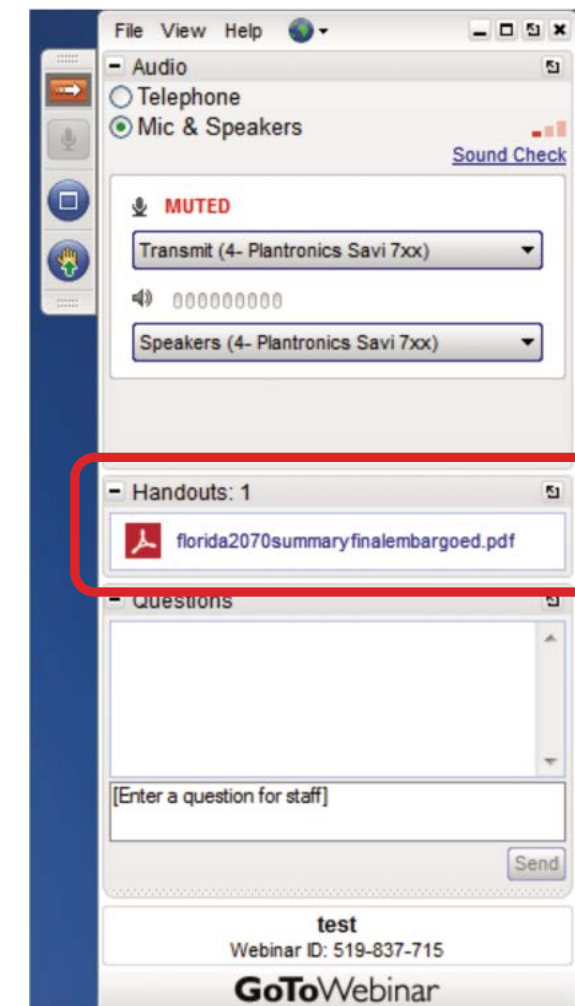 File View Help
Audio
Telephone
Mic & Speakers
Sound Check
MUTED
Transmit (4- Plantronics Savi 7xx)
000000000
Speakers (4- Plantronics Savi 7xx)
Handouts: 1
florida2070summaryfinalembargoed.pdf
Questions
[Enter a question for staff]
Send
test
Webinar ID: 519-837-715
GoToWebinar